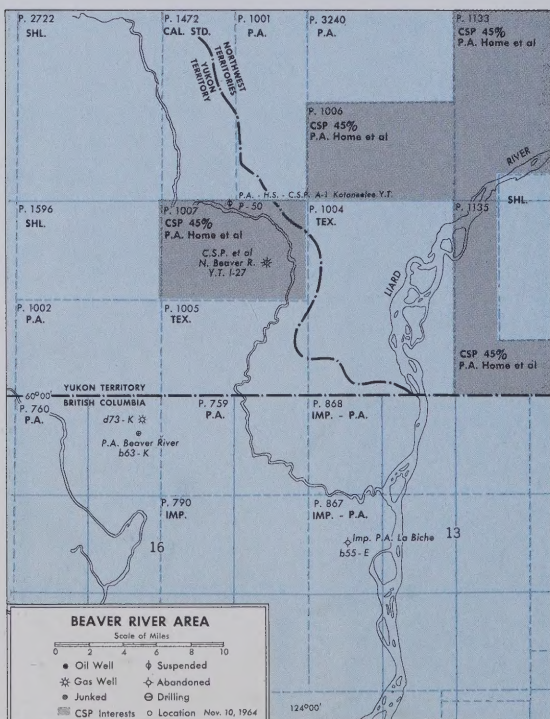 P. 2722
SHL.
P. 1472
CAL. STD.
P. 1001
P.A.
P. 3240
P.A.
P. 1133
CSP 45%
P.A. Home et al
NORTHWEST
TERRITORIES
YUKON
TERRITORY
P. 1006
CSP 45%
P.A. Home et al
RIVER
P.A. - H.S. - C.S.P. A-1 Kotaneelee Y.T.
P - 50
P. 1596
SHL.
P. 1007
CSP 45%
P.A. Home et al
P. 1004
TEX.
P. 1135
SHL.
C.S.P. et al
N. Beaver R.
Y.T. I-27
LIARD
P. 1002
P.A.
P. 1005
TEX.
CSP 45%
P.A. Home et al
60°00'
YUKON TERRITORY
BRITISH COLUMBIA
P. 760
P.A.
P. 759
P.A.
P. 868
IMP. - P.A.
d73 - K
P.A. Beaver River
b63 - K
P. 790
IMP.
P. 867
IMP. - P.A.
16
Imp. P.A. La Biche
b55 - E
13
BEAVER RIVER AREA
Scale of Miles
0 2 4 6 8 10
Oil Well
Suspended
Gas Well
Abandoned
Junked
Drilling
CSP Interests
Location Nov. 10, 1964
124°00'